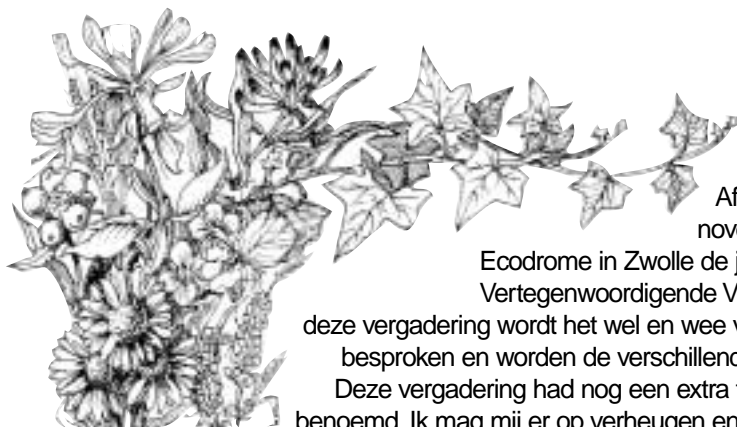 Af
nove
Ecodrome in Zwolle de j
Vertegenwoordigende V
deze vergadering wordt het wel en wee v
besproken en worden de verschillend
Deze vergadering had nog een extra
benoemd. Ik mag mij er op verheugen en